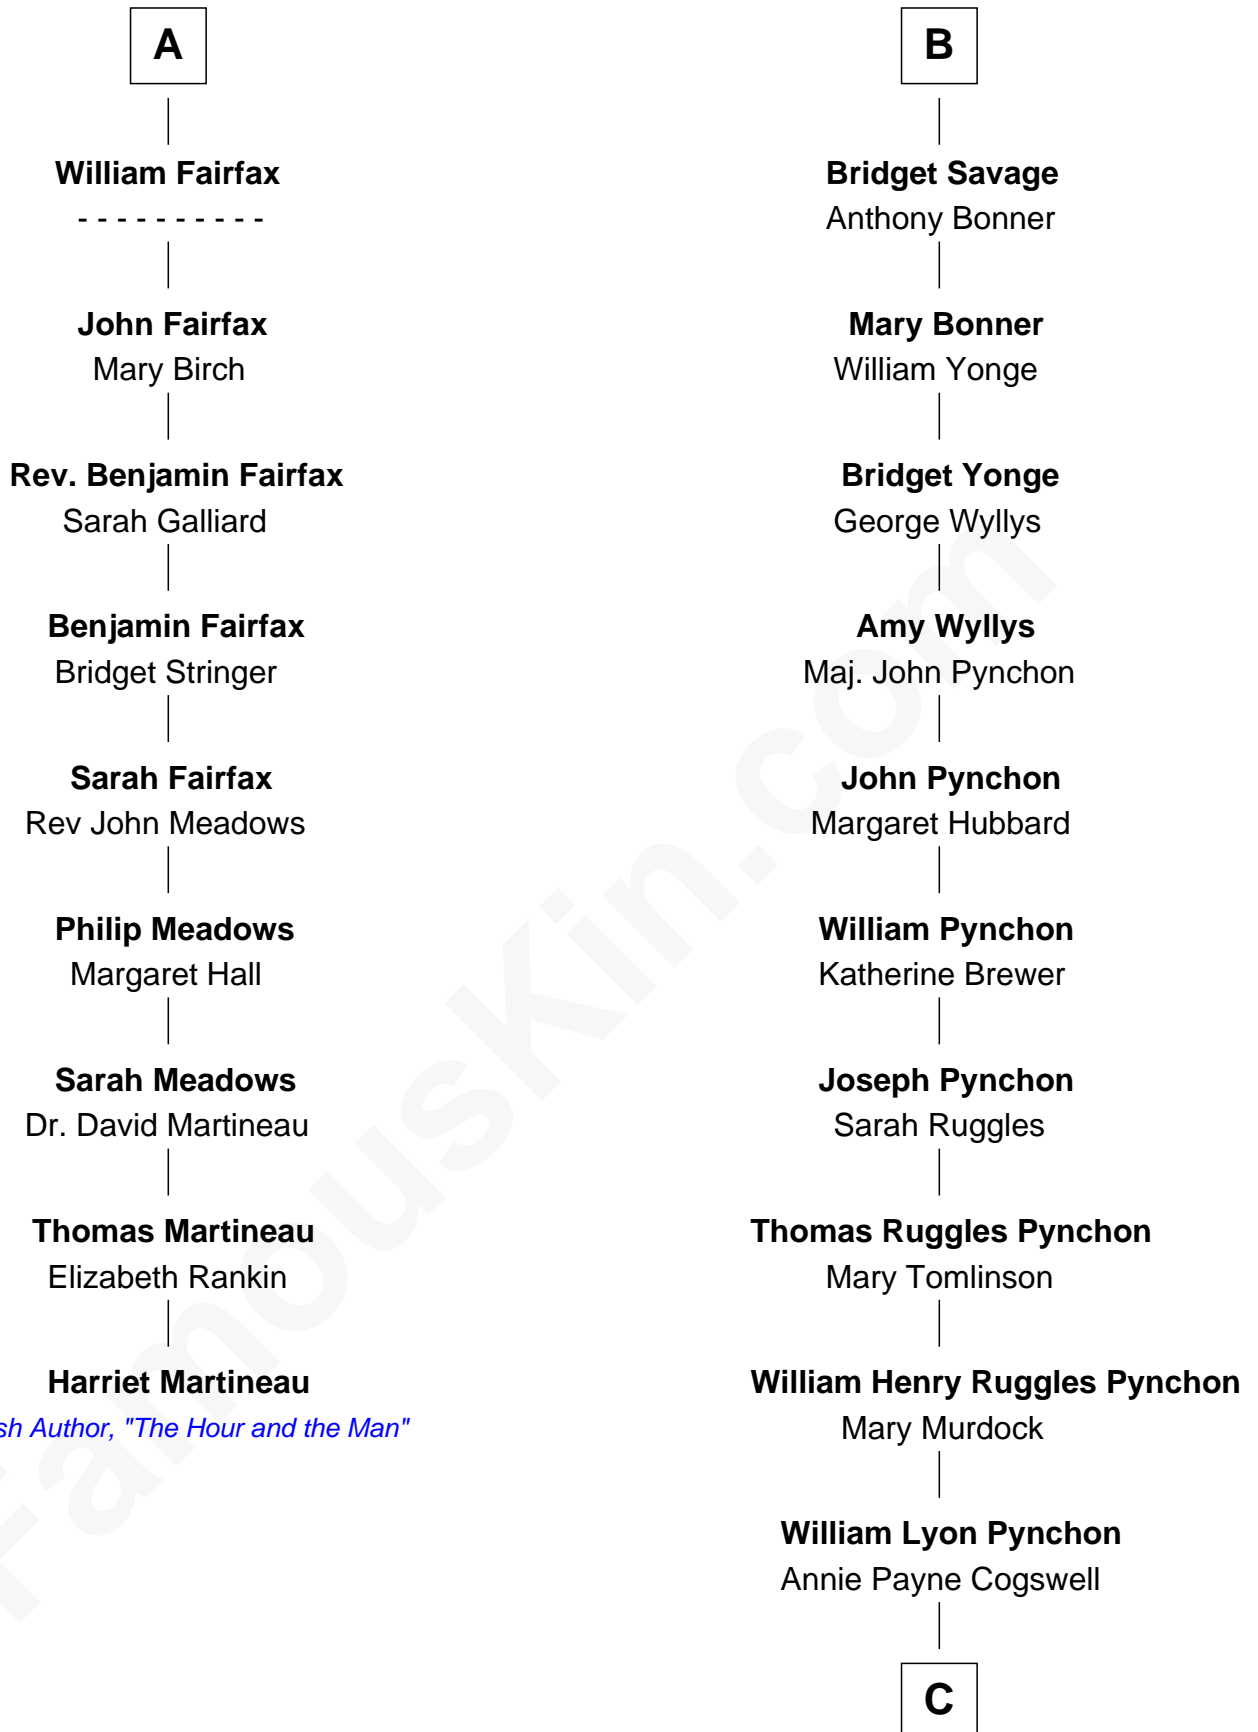 A
William Fairfax
- - - - - - - - - -
John Fairfax
Mary Birch
Rev. Benjamin Fairfax
Sarah Galliard
Benjamin Fairfax
Bridget Stringer
Sarah Fairfax
Rev John Meadows
Philip Meadows
Margaret Hall
Sarah Meadows
Dr. David Martineau
Thomas Martineau
Elizabeth Rankin
Harriet Martineau
sh Author, "The Hour and the Man"
B
Bridget Savage
Anthony Bonner
Mary Bonner
William Yonge
Bridget Yonge
George Wyllys
Amy Wyllys
Maj. John Pynchon
John Pynchon
Margaret Hubbard
William Pynchon
Katherine Brewer
Joseph Pynchon
Sarah Ruggles
Thomas Ruggles Pynchon
Mary Tomlinson
William Henry Ruggles Pynchon
Mary Murdock
William Lyon Pynchon
Annie Payne Cogswell
C
FamousKin.com